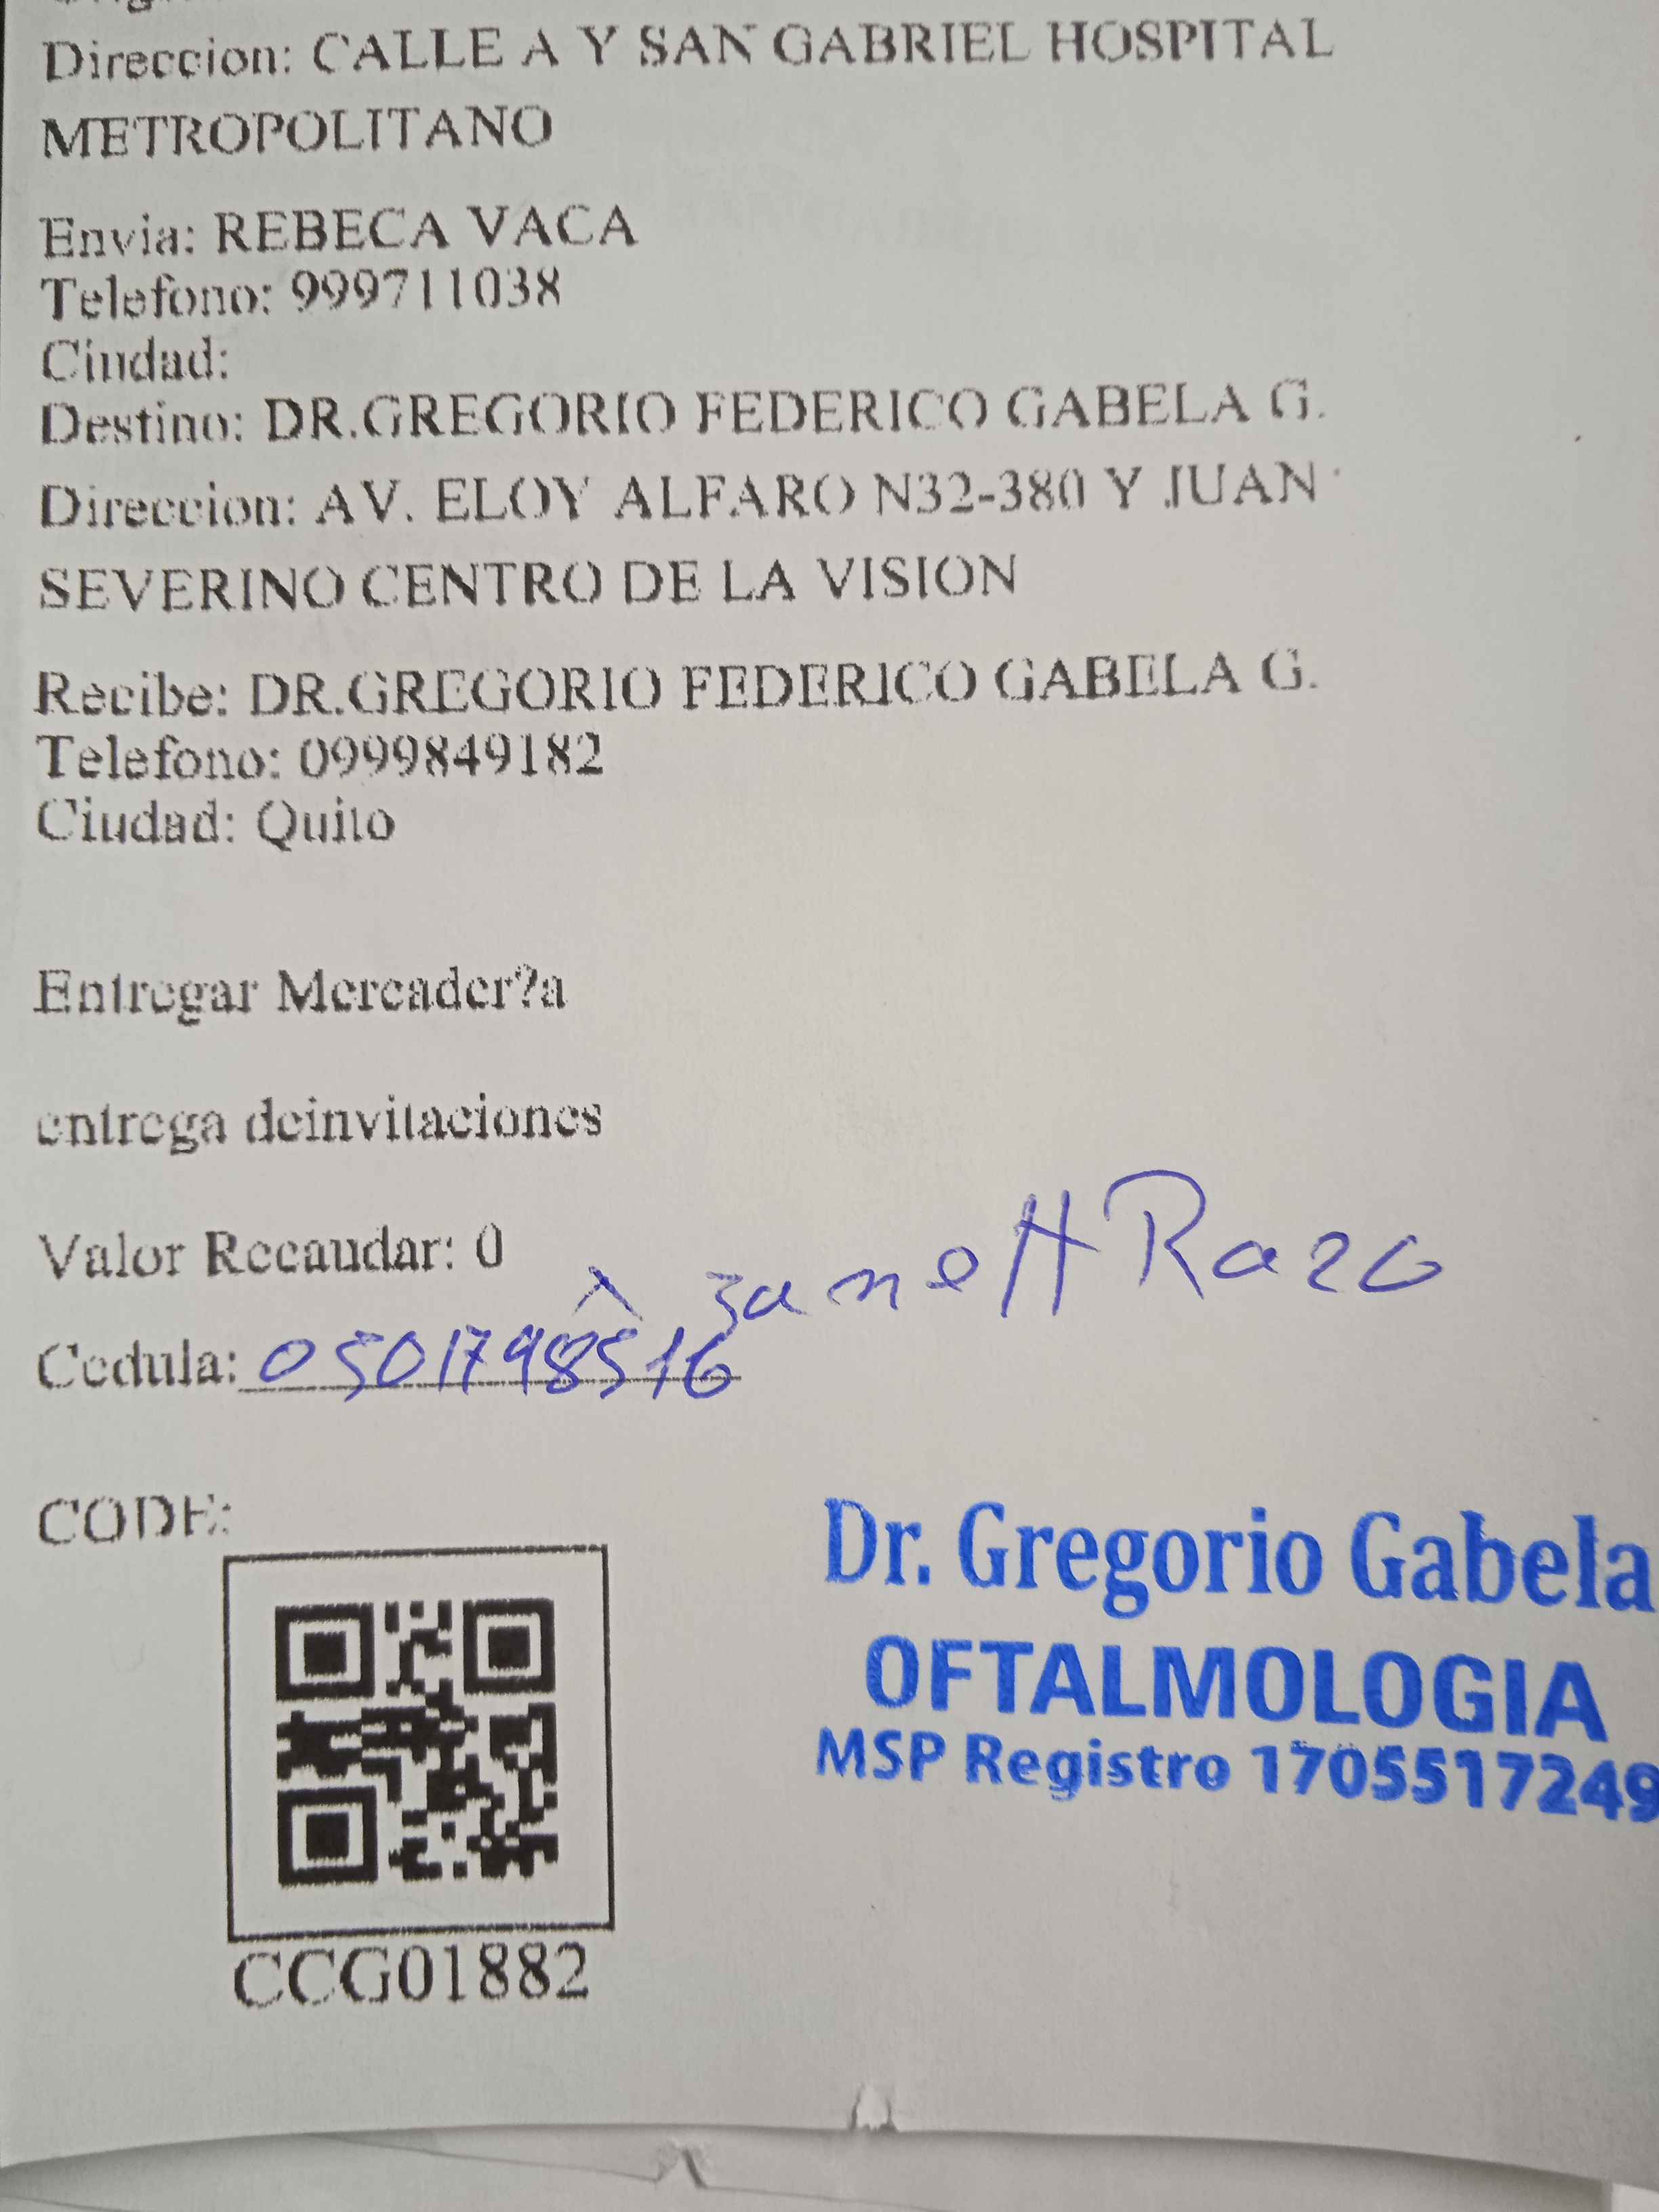 Direccion: CALLE A Y SAN GABRIEL HOSPITAL
METROPOLITANO
Envia: REBECA VACA
Telefono: 999711038
Ciudad:
Destino: DR.GREGORIO FEDERICO GABELA G.
Direccion: AV. ELOY ALFARO N32-380 Y JUAN
SEVERINO CENTRO DE LA VISION
Recibe: DR.GREGORIO FEDERICO GABELA G.
Telefono: 0999849182
Ciudad: Quito
Entregar Mercader?a
entrega deinvitaciones
Valor Recaudar: 0
Janett Razo
Cedula: 0501798516
CODE:
Dr. Gregorio Gabela
OFTALMOLOGIA
MSP Registro 1705517249
CCG01882